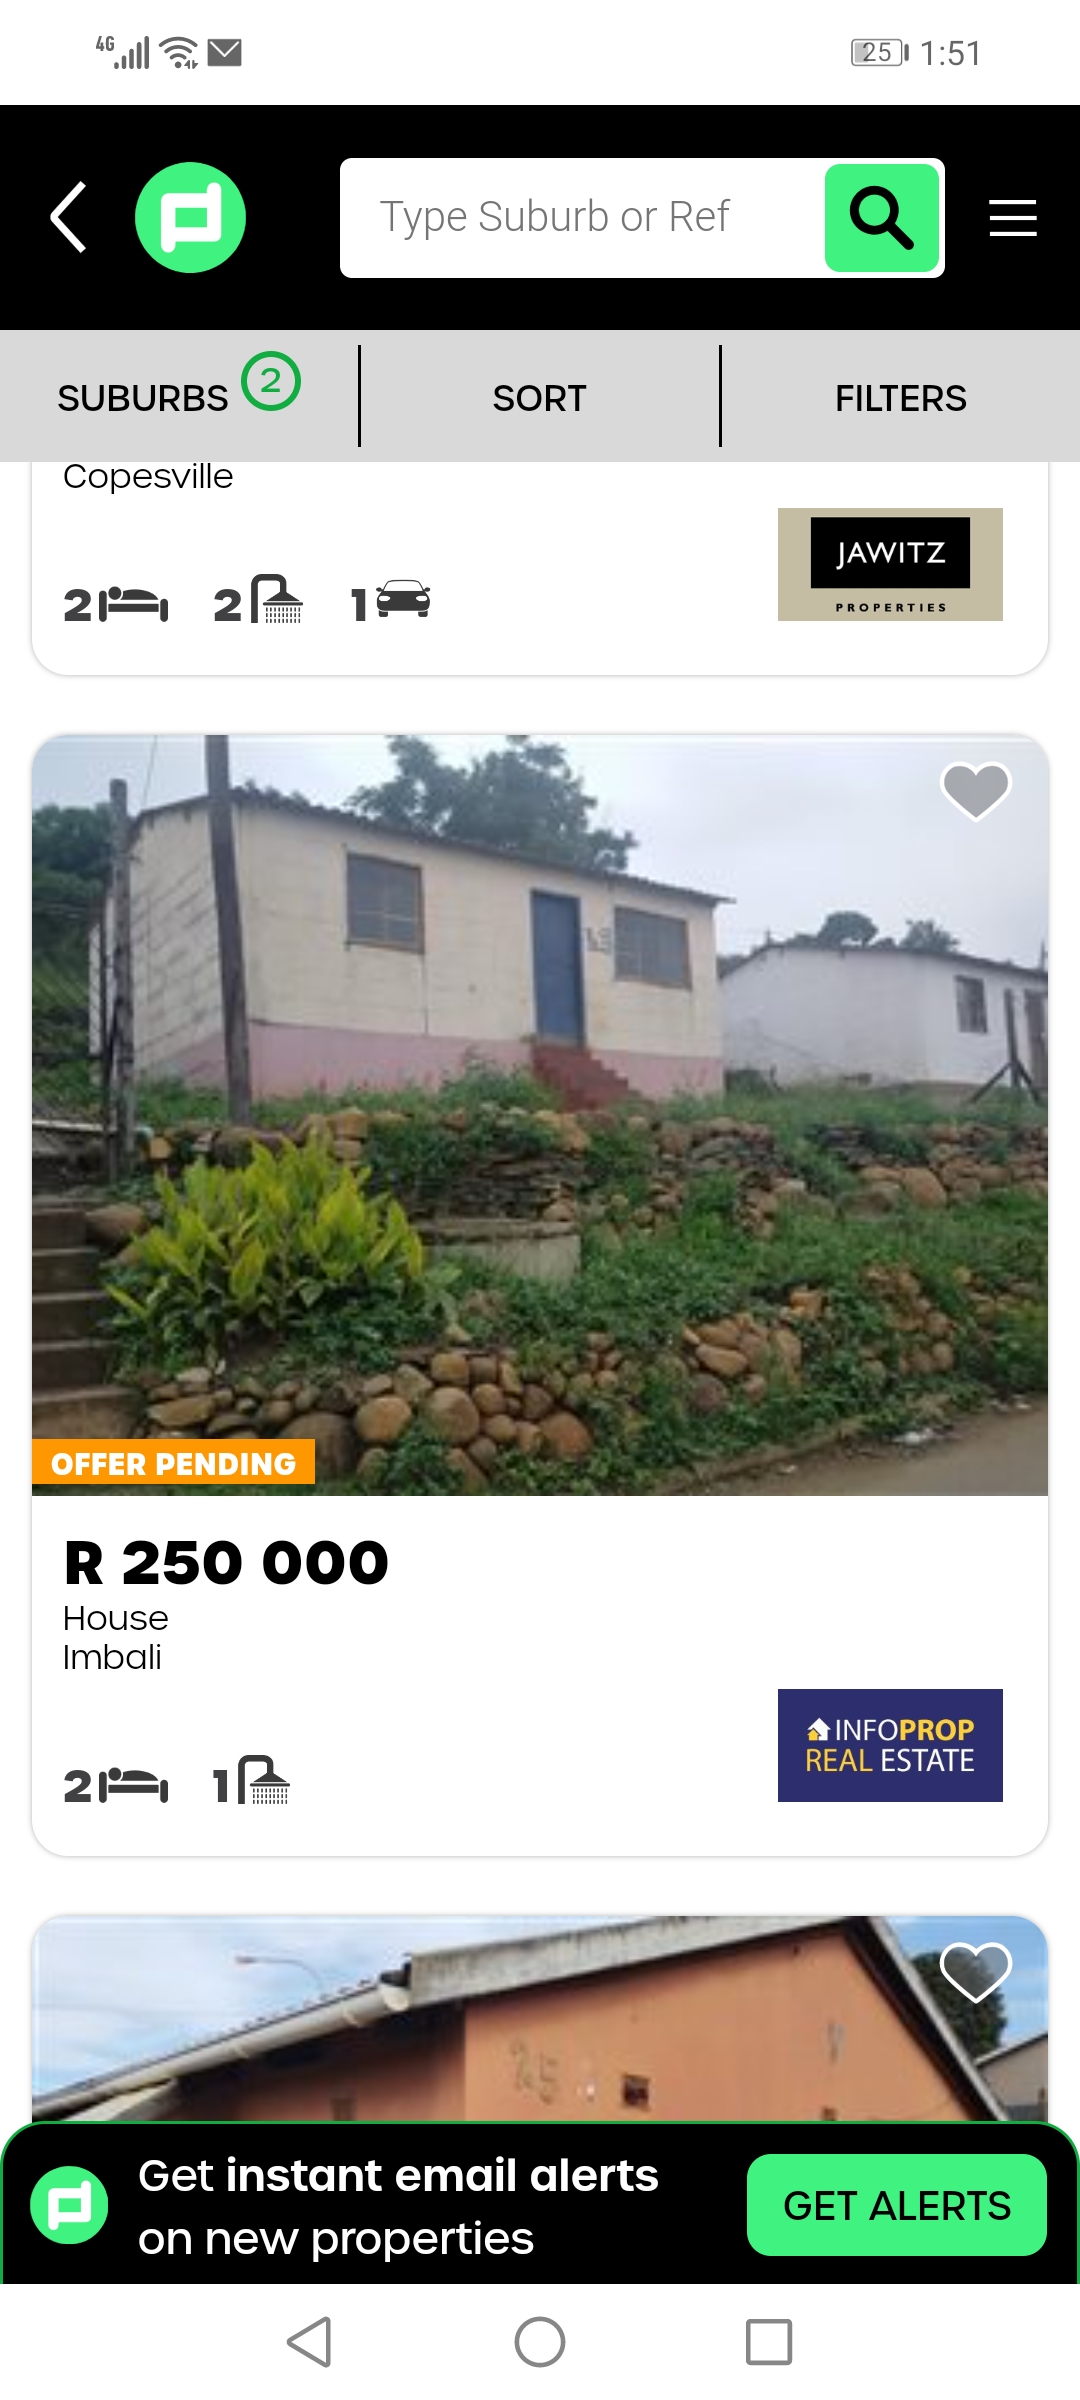 4G 25 1:51
Type Suburb or Ref
SUBURBS 2 SORT FILTERS
Copesville
2 2 1
JAWITZ
PROPERTIES
OFFER PENDING
R 250 000
House
Imbali
2 1
INFOPROP
REAL ESTATE
Get instant email alerts
on new properties
GET ALERTS